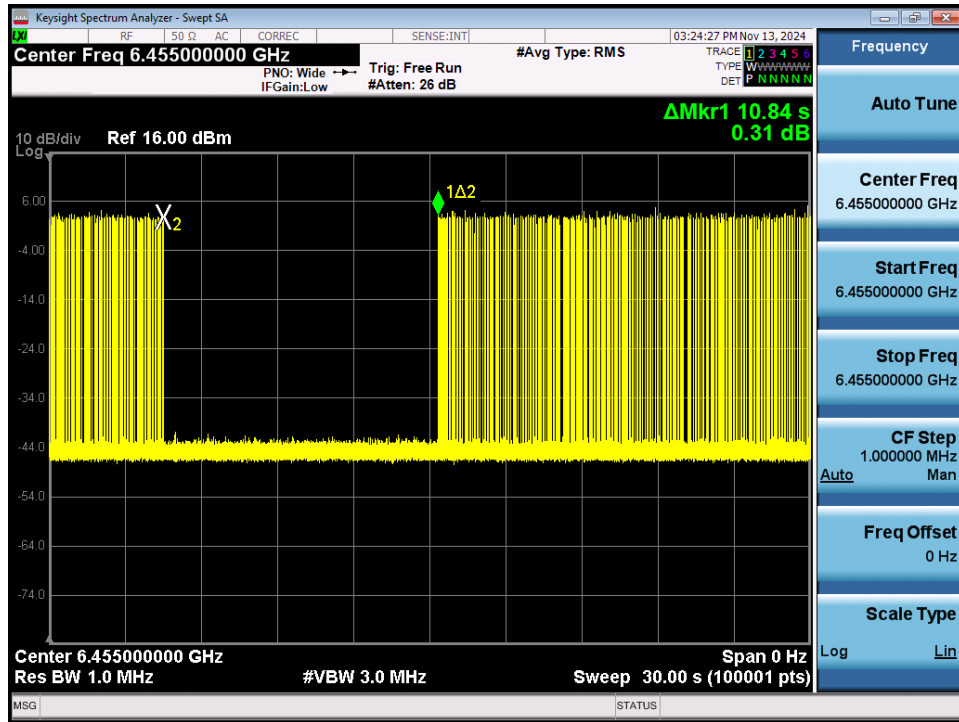 Keysight Spectrum Analyzer - Swept SA
LXI RF 50 Ω AC CORREC SENSE:INT 03:24:27 PM Nov 13, 2024
Center Freq 6.455000000 GHz
#Avg Type: RMS
TRACE 1 2 3 4 5 6
PNO: Wide
Trig: Free Run
TYPE WWWWWW
IFGain:Low
#Atten: 26 dB
DET P N N N N N
ΔMkr1 10.84 s
0.31 dB
10 dB/div
Ref 16.00 dBm
Log
6.00
-4.00
-14.0
-24.0
-34.0
-44.0
-54.0
-64.0
-74.0
X2
1Δ2
Center 6.455000000 GHz
Span 0 Hz
Res BW 1.0 MHz
#VBW 3.0 MHz
Sweep 30.00 s (100001 pts)
MSG
STATUS
Frequency
Auto Tune
Center Freq
6.455000000 GHz
Start Freq
6.455000000 GHz
Stop Freq
6.455000000 GHz
CF Step
1.000000 MHz
Auto Man
Freq Offset
0 Hz
Scale Type
Log Lin